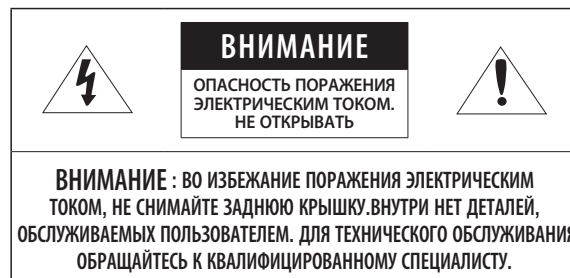 ВНИМАНИЕ
ОПАСНОСТЬ ПОРАЖЕНИЯ
ЭЛЕКТРИЧЕСКИМ ТОКОМ.
НЕ ОТКРЫВАТЬ
ВНИМАНИЕ : ВО ИЗБЕЖАНИЕ ПОРАЖЕНИЯ ЭЛЕКТРИЧЕСКИМ
ТОКОМ, НЕ СНИМАЙТЕ ЗАДНЮЮ КРЫШКУ.ВНУТРИ НЕТ ДЕТАЛЕЙ,
ОБСЛУЖИВАЕМЫХ ПОЛЬЗОВАТЕЛЕМ. ДЛЯ ТЕХНИЧЕСКОГО ОБСЛУЖИВАНИЯ
ОБРАЩАЙТЕСЬ К КВАЛИФИЦИРОВАННОМУ СПЕЦИАЛИСТУ.